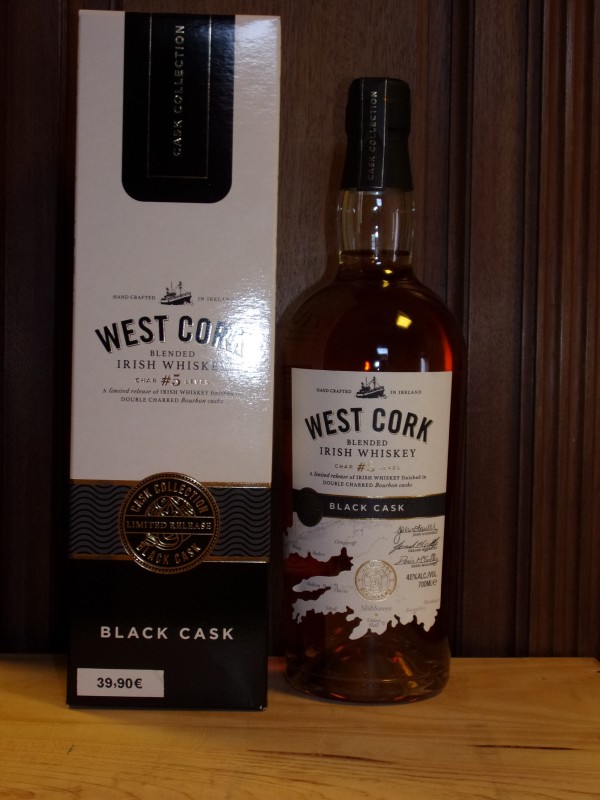 CASK COLLECTION
HAND CRAFTED IN IRELAND
WEST CORK
BLENDED
IRISH WHISKEY
CHAR #5 LEVEL
A limited release of IRISH WHISKEY finished in
DOUBLE CHARRED Bourbon casks
CASK COLLECTION
LIMITED RELEASE
BLACK CASK
BLACK CASK
39,90€
CASK COLLECTION
HAND CRAFTED IN IRELAND
WEST CORK
BLENDED
IRISH WHISKEY
CHAR #5 LEVEL
A limited release of IRISH WHISKEY finished in
DOUBLE CHARRED Bourbon casks
BLACK CASK
40%ALC/VOL
700ML℮